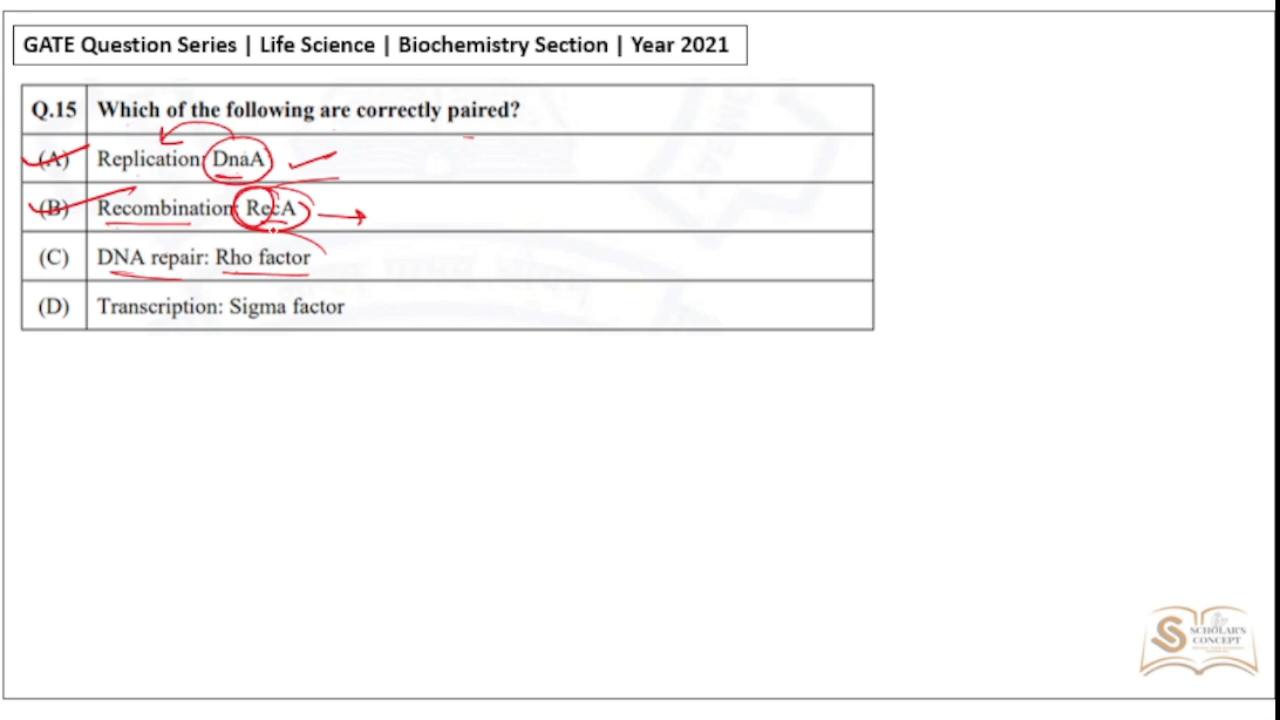 GATE Question Series | Life Science | Biochemistry Section | Year 2021
Q.15 Which of the following are correctly paired?
(A) Replication: DnaA
(B) Recombination: RecA
(C) DNA repair: Rho factor
(D) Transcription: Sigma factor
SCHOLAR'S
CONCEPT